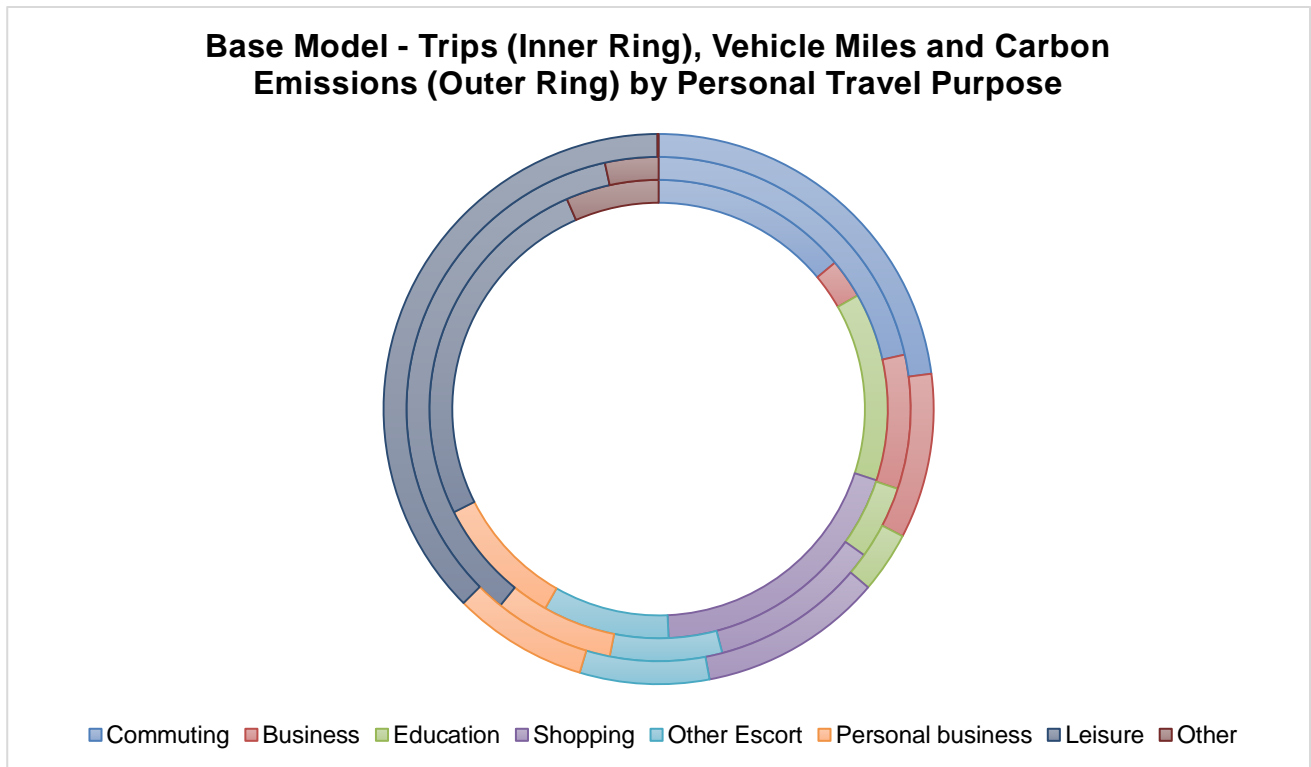 Base Model - Trips (Inner Ring), Vehicle Miles and Carbon
Emissions (Outer Ring) by Personal Travel Purpose
Commuting Business Education Shopping Other Escort Personal business Leisure Other